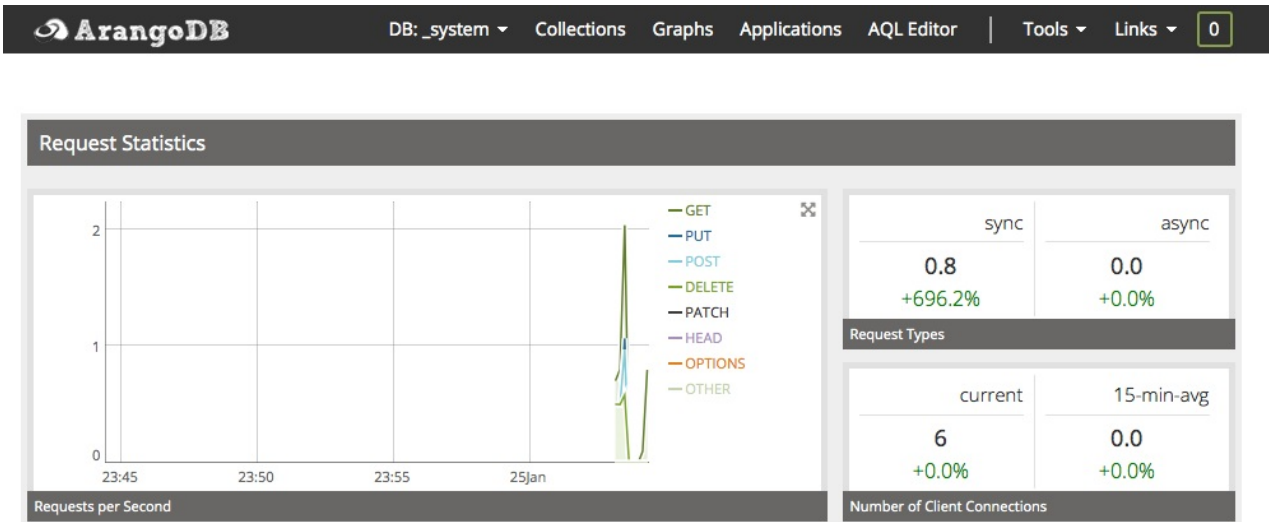 ArangoDB DB: _system Collections Graphs Applications AQL Editor Tools Links 0
Request Statistics
2
1
0
23:45 23:50 23:55 25Jan
GET
PUT
POST
DELETE
PATCH
HEAD
OPTIONS
OTHER
Requests per Second
sync async
0.8 0.0
+696.2% +0.0%
Request Types
current 15-min-avg
6 0.0
+0.0% +0.0%
Number of Client Connections